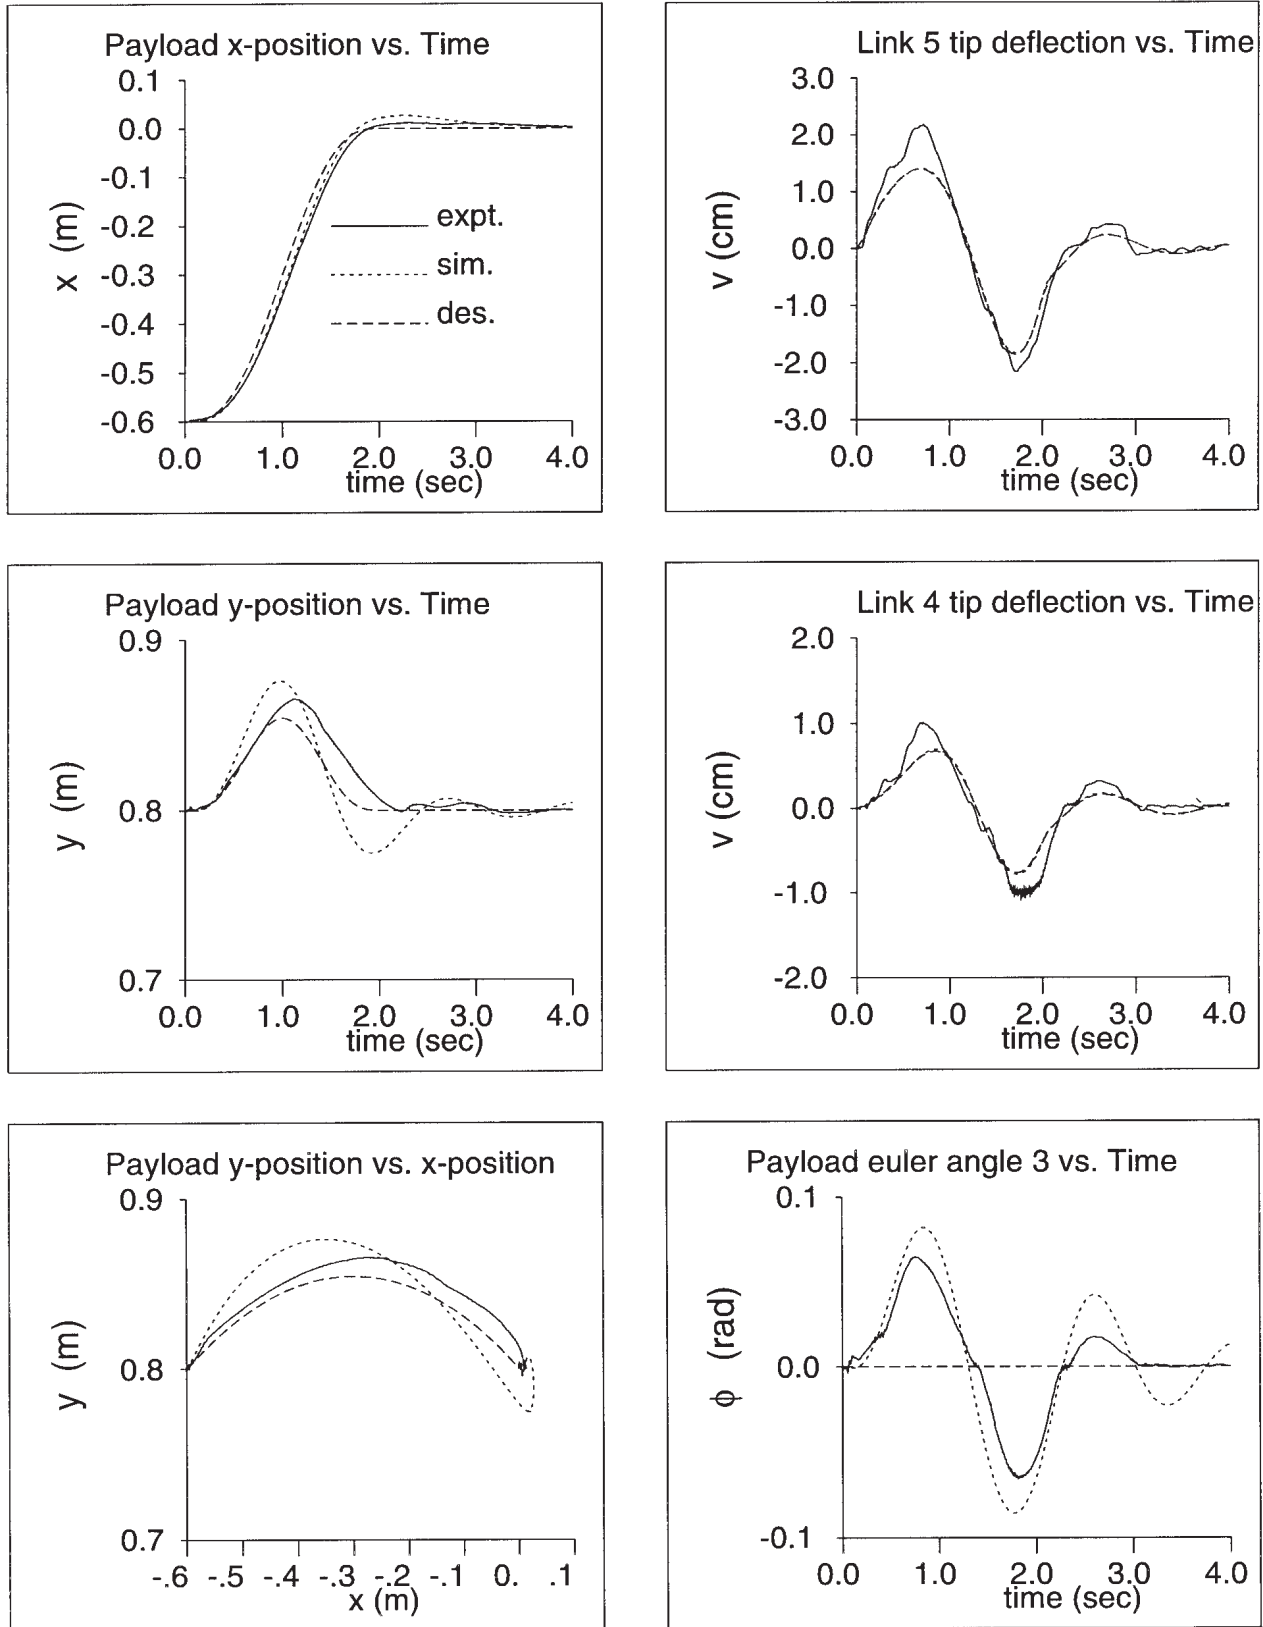 Payload x-position vs. Time
0.1
0.0
-0.1
-0.2
-0.3
-0.4
-0.5
-0.6
x (m)
expt.
sim.
des.
0.0 1.0 2.0 3.0 4.0
time (sec)
Link 5 tip deflection vs. Time
3.0
2.0
1.0
0.0
-1.0
-2.0
-3.0
v (cm)
0.0 1.0 2.0 3.0 4.0
time (sec)
Payload y-position vs. Time
0.9
0.8
0.7
y (m)
0.0 1.0 2.0 3.0 4.0
time (sec)
Link 4 tip deflection vs. Time
2.0
1.0
0.0
-1.0
-2.0
v (cm)
0.0 1.0 2.0 3.0 4.0
time (sec)
Payload y-position vs. x-position
0.9
0.8
0.7
y (m)
-.6 -.5 -.4 -.3 -.2 -.1 0. .1
x (m)
Payload euler angle 3 vs. Time
0.1
0.0
-0.1
ϕ (rad)
0.0 1.0 2.0 3.0 4.0
time (sec)